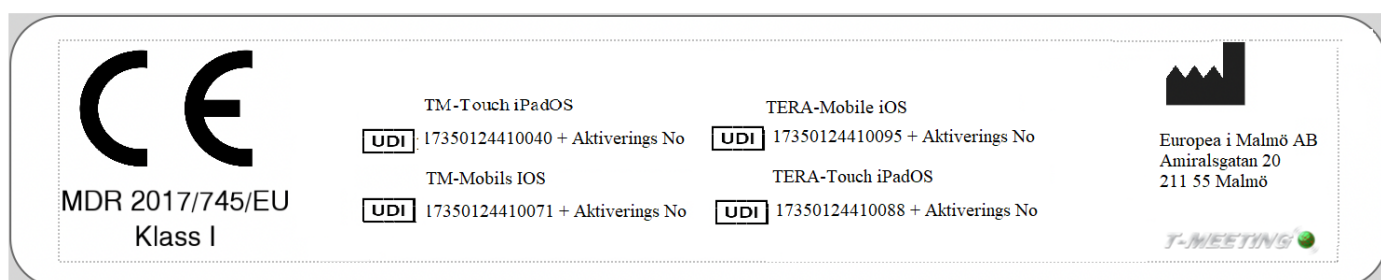 CE
MDR 2017/745/EU
Klass I
TM-Touch iPadOS
UDI : 17350124410040 + Aktiverings No
TM-Mobils IOS
UDI 17350124410071 + Aktiverings No
TERA-Mobile iOS
UDI 17350124410095 + Aktiverings No
TERA-Touch iPadOS
UDI 17350124410088 + Aktiverings No
Europea i Malmö AB
Amiralsgatan 20
211 55 Malmö
T-MEETING